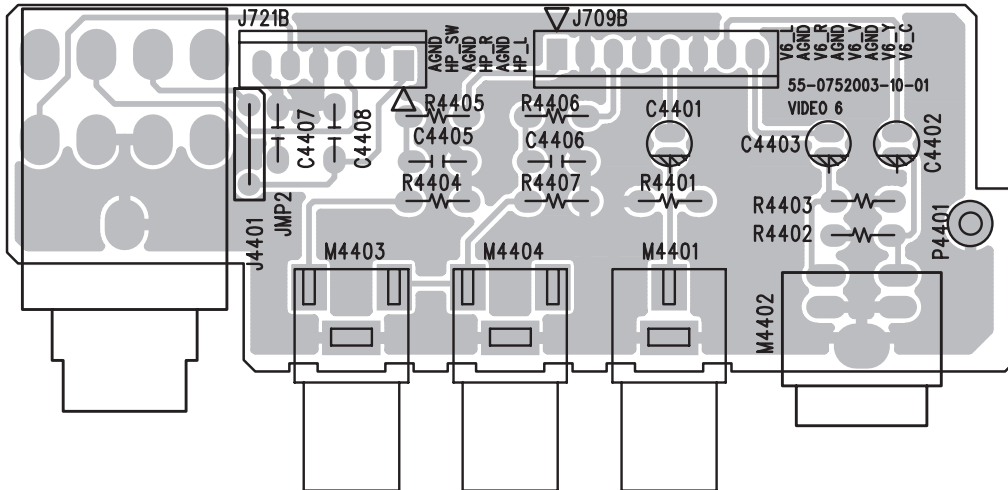 J721B
J709B
AGND
HP_SW
AGND
HP_R
AGND
HP_L
V6_L
AGND
V6_R
AGND
V6_V
AGND
V6_Y
V6_C
55-0752003-10-01
VIDEO 6
R4405
R4406
C4401
C4407
C4408
C4405
C4406
C4403
C4402
R4404
R4407
R4401
R4403
R4402
P4401
J4401
JMP2
M4403
M4404
M4401
M4402